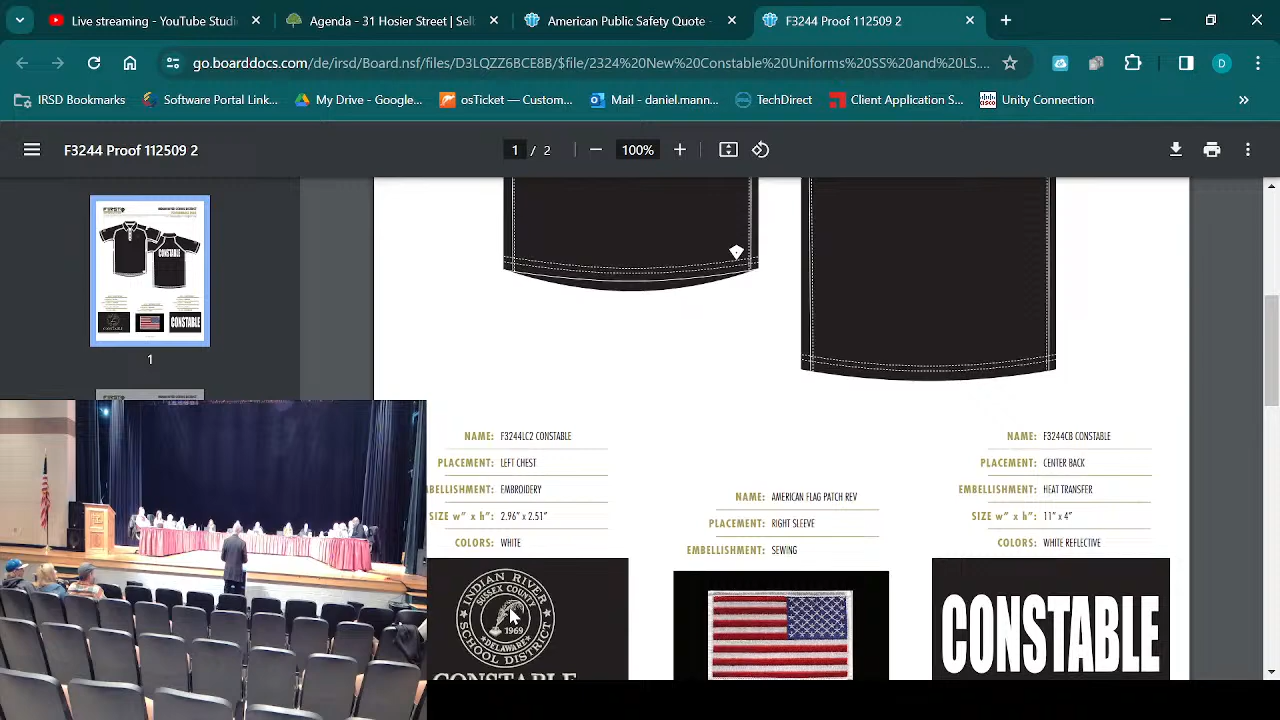 Live streaming - YouTube Studi
Agenda - 31 Hosier Street | Sel
American Public Safety Quote -
F3244 Proof 112509 2
go.boarddocs.com/de/irsd/Board.nsf/files/D3LQZZ6BCE8B/$file/2324%20New%20Constable%20Uniforms%20SS%20and%20LS....
D
IRSD Bookmarks
Software Portal Link...
My Drive - Google...
osTicket — Custom...
Mail - daniel.mann...
TechDirect
Client Application S...
Unity Connection
F3244 Proof 112509 2
1 / 2
100%
CONSTABLE
CONSTABLE
1
NAME: F3244LC2 CONSTABLE
PLACEMENT: LEFT CHEST
BELLISHMENT: EMBROIDERY
SIZE w" x h": 2.96" x 2.51"
COLORS: WHITE
INDIAN RIVER
SUSSEX COUNTY
1969
DELAWARE
SCHOOL DISTRICT
CONSTABLE
NAME: AMERICAN FLAG PATCH REV
PLACEMENT: RIGHT SLEEVE
EMBELLISHMENT: SEWING
NAME: F3244CB CONSTABLE
PLACEMENT: CENTER BACK
EMBELLISHMENT: HEAT TRANSFER
SIZE w" x h": 11" x 4"
COLORS: WHITE REFLECTIVE
CONSTABLE